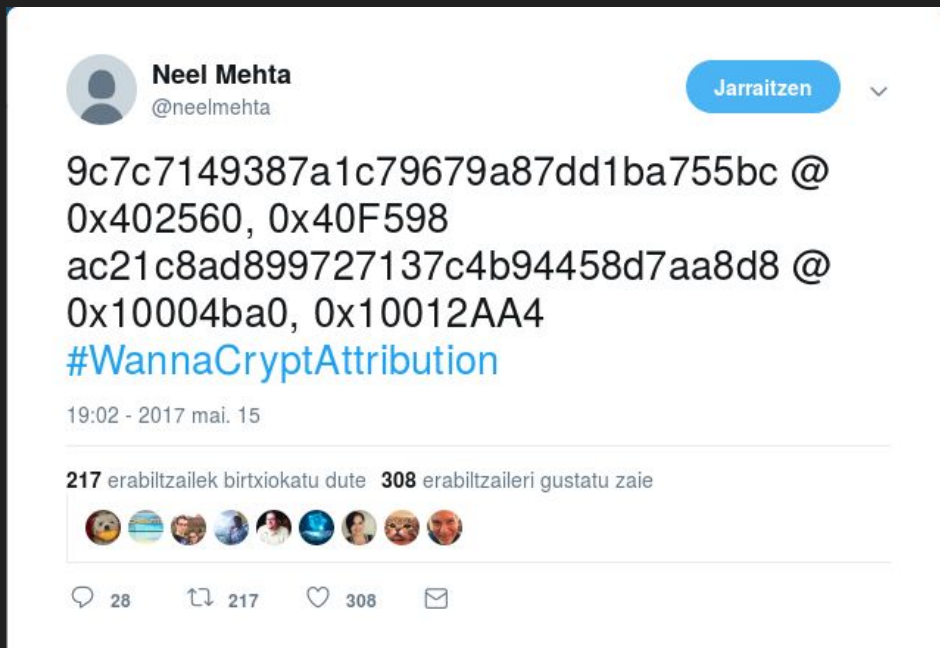 Neel Mehta
@neelmehta
Jarraitzen
9c7c7149387a1c79679a87dd1ba755bc @
0x402560, 0x40F598
ac21c8ad899727137c4b94458d7aa8d8 @
0x10004ba0, 0x10012AA4
#WannaCryptAttribution
19:02 - 2017 mai. 15
217 erabiltzailek birtxiokatu dute 308 erabiltzaileri gustatu zaie
28 217 308